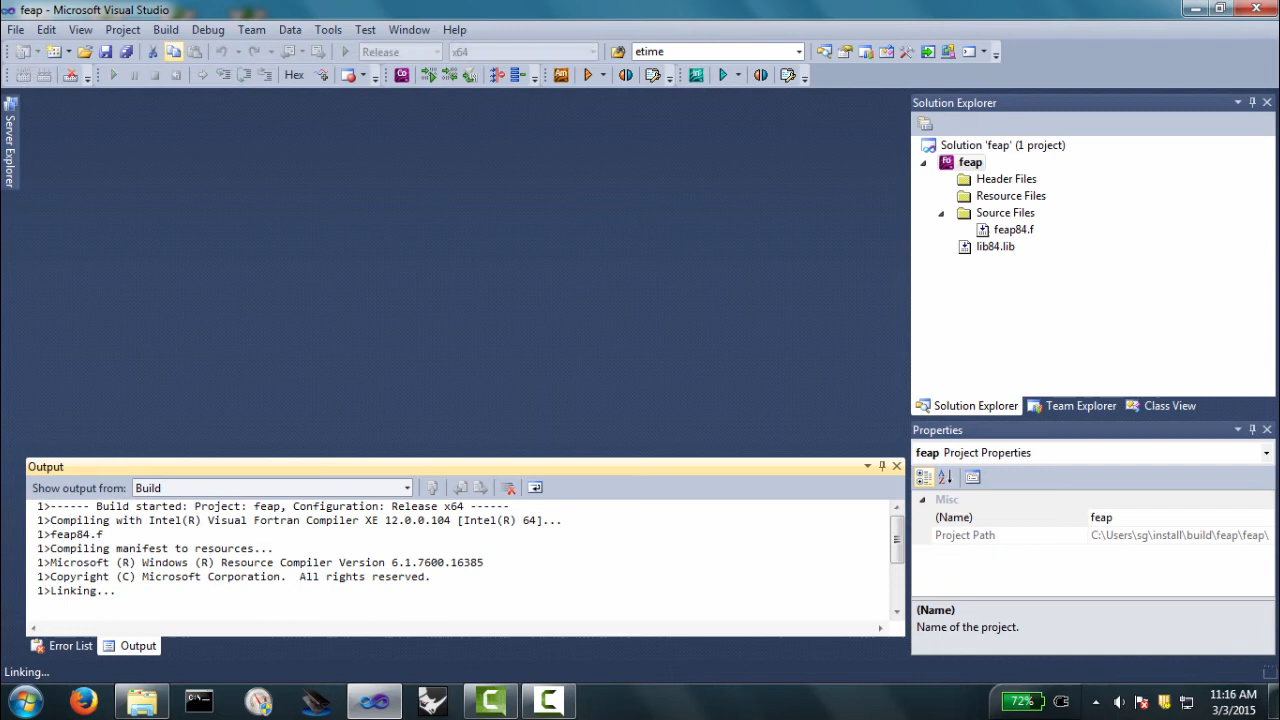 feap - Microsoft Visual Studio
File Edit View Project Build Debug Team Data Tools Test Window Help
Release x64 etime
Hex
Server Explorer
Solution Explorer
Solution 'feap' (1 project)
feap
Header Files
Resource Files
Source Files
feap84.f
lib84.lib
Solution Explorer Team Explorer Class View
Properties
feap Project Properties
Misc
(Name) feap
Project Path C:\Users\sg\install\build\feap\feap\
(Name)
Name of the project.
Output
Show output from: Build
1>------ Build started: Project: feap, Configuration: Release x64 ------
1>Compiling with Intel(R) Visual Fortran Compiler XE 12.0.0.104 [Intel(R) 64]...
1>feap84.f
1>Compiling manifest to resources...
1>Microsoft (R) Windows (R) Resource Compiler Version 6.1.7600.16385
1>Copyright (C) Microsoft Corporation.  All rights reserved.
1>Linking...
Error List Output
Linking...
72%
11:16 AM
3/3/2015